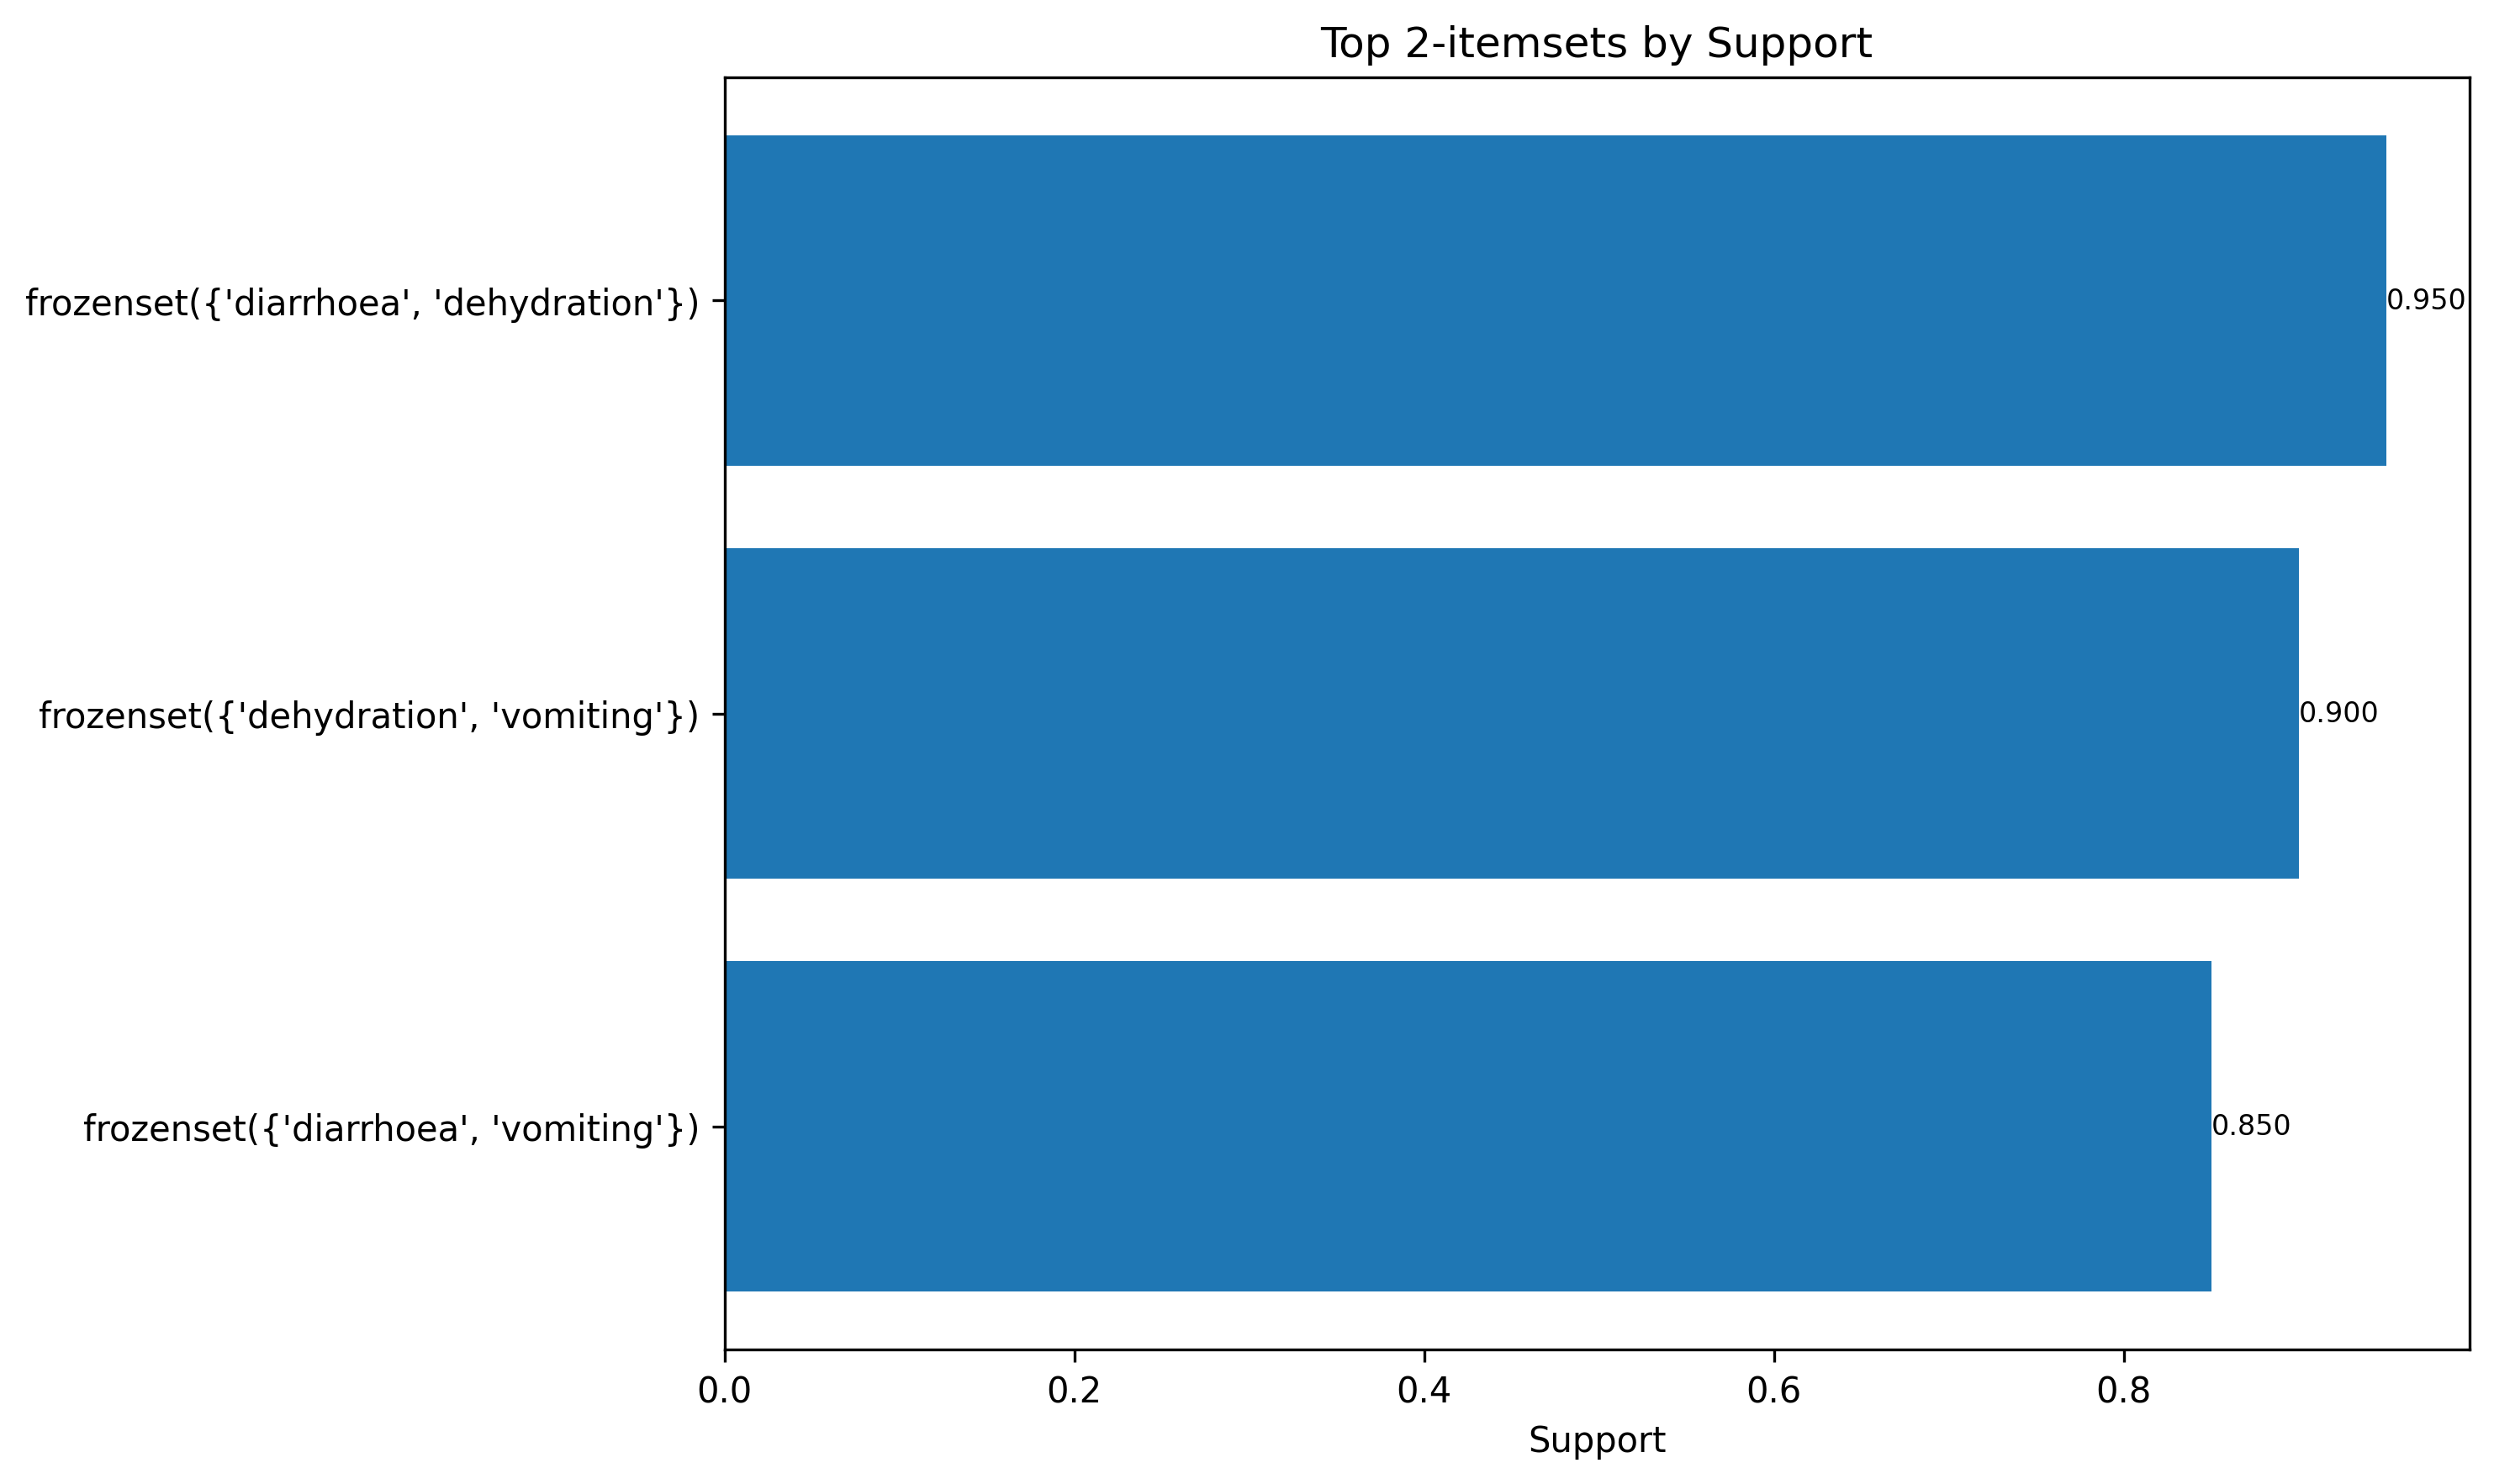 Top 2-itemsets by Support
frozenset({'diarrhoea', 'dehydration'})
0.950
frozenset({'dehydration', 'vomiting'})
0.900
frozenset({'diarrhoea', 'vomiting'})
0.850
0.0 0.2 0.4 0.6 0.8
Support